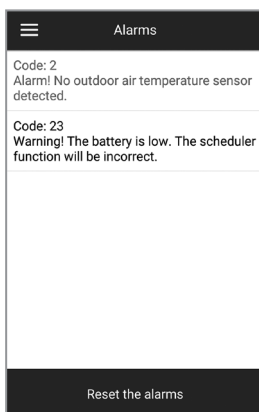 Alarms
Code: 2
Alarm! No outdoor air temperature sensor
detected.
Code: 23
Warning! The battery is low. The scheduler
function will be incorrect.
Reset the alarms